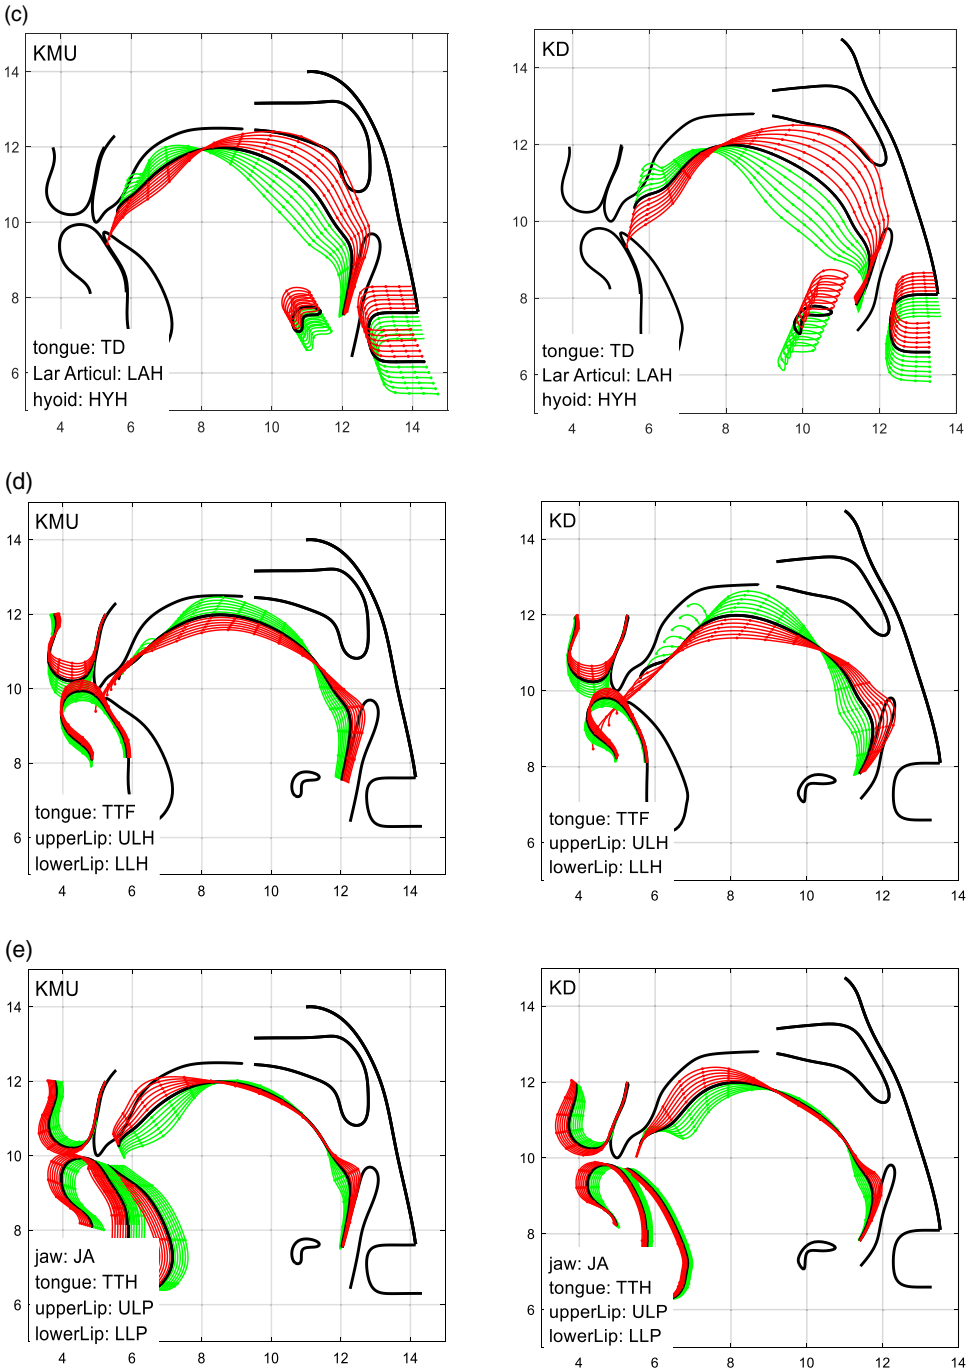 (c)
KMU
KD
14
12
10
8
6
tongue: TD
Lar Articul: LAH
hyoid: HYH
4 6 8 10 12
14
12
10
8
6
tongue: TD
Lar Articul: LAH
hyoid: HYH
4 6 8 10 12 14
(d)
KMU
KD
14
12
10
8
6
tongue: TTF
upperLip: ULH
lowerLip: LLH
4 6 8 10 12 14
14
12
10
8
6
tongue: TTF
upperLip: ULH
lowerLip: LLH
4 6 8 10 12 14
(e)
KMU
KD
14
12
10
8
6
jaw: JA
tongue: TTH
upperLip: ULP
lowerLip: LLP
4 6 8 10 12 14
14
12
10
8
6
jaw: JA
tongue: TTH
upperLip: ULP
lowerLip: LLP
4 6 8 10 12 14